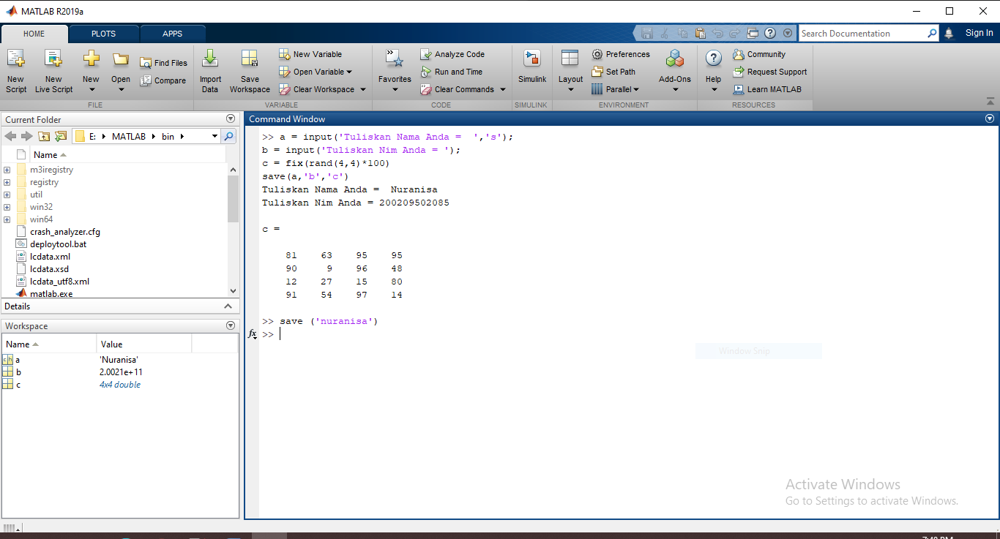 MATLAB R2019a
HOME PLOTS APPS
Search Documentation
Sign In
New Script
New Live Script
New
Open
Find Files
Compare
Import Data
Save Workspace
New Variable
Open Variable
Clear Workspace
Favorites
Analyze Code
Run and Time
Clear Commands
Simulink
Layout
Preferences
Set Path
Parallel
Add-Ons
Help
Community
Request Support
Learn MATLAB
FILE VARIABLE CODE SIMULINK ENVIRONMENT RESOURCES
Current Folder
E: MATLAB bin
Name
m3iregistry
registry
util
win32
win64
crash_analyzer.cfg
deploytool.bat
lcdata.xml
lcdata.xsd
lcdata_utf8.xml
matlab.exe
Details
Workspace
Name Value
a 'Nuranisa'
b 2.0021e+11
c 4x4 double
Command Window
>> a = input('Tuliskan Nama Anda =  ','s');
b = input('Tuliskan Nim Anda = ');
c = fix(rand(4,4)*100)
save(a,'b','c')
Tuliskan Nama Anda =  Nuranisa
Tuliskan Nim Anda = 200209502085
c =
81 63 95 95
90 9 96 48
12 27 15 80
91 54 97 14
>> save ('nuranisa')
fx >>
Window Snip
Activate Windows
Go to Settings to activate Windows.